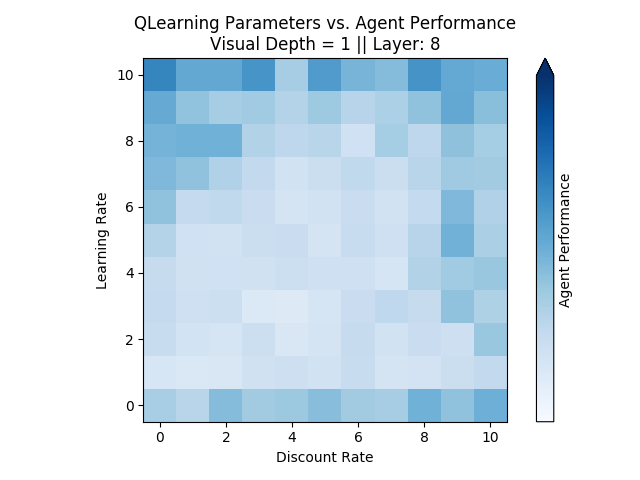 QLearning Parameters vs. Agent Performance
Visual Depth = 1 || Layer: 8
10
8
6
4
2
0
Learning Rate
0 2 4 6 8 10
Discount Rate
Agent Performance